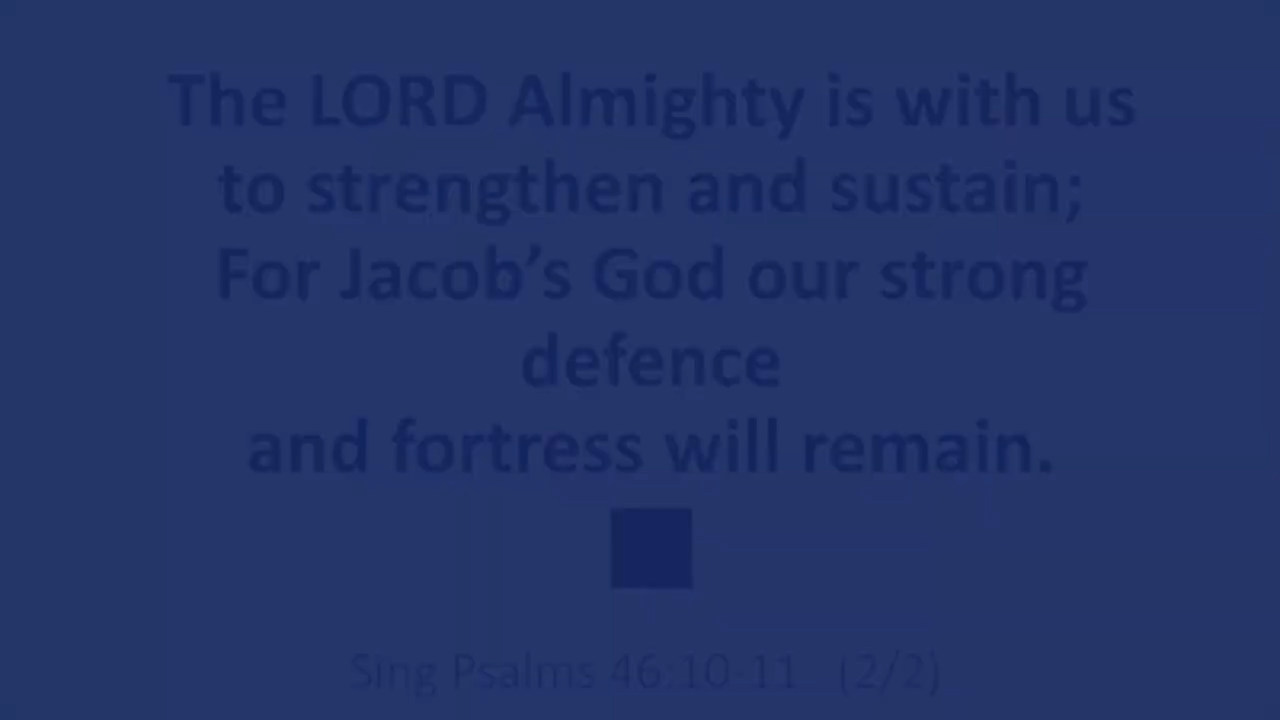 The LORD Almighty is with us
to strengthen and sustain;
For Jacob’s God our strong
defence
and fortress will remain.
Sing Psalms 46:10-11 (2/2)